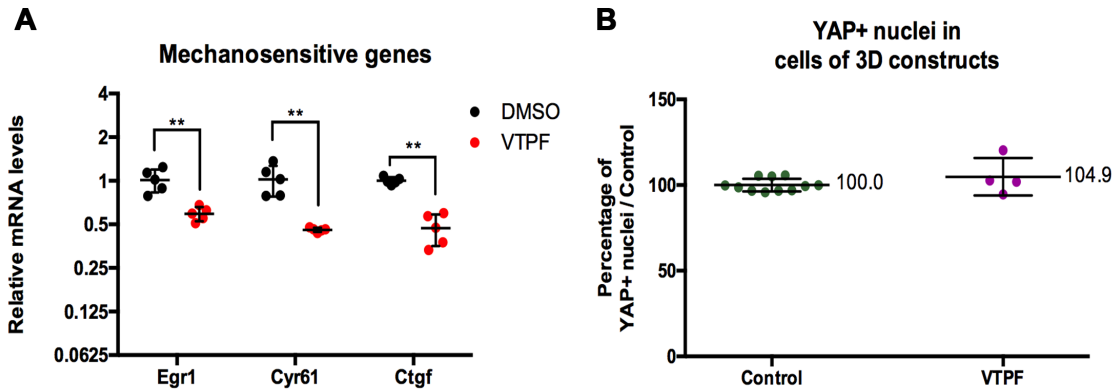 A
Mechanosensitive genes
Relative mRNA levels
4
2
1
0.5
0.25
0.125
0.0625
**
**
**
DMSO
VTPF
Egr1
Cyr61
Ctgf
B
YAP+ nuclei in
cells of 3D constructs
Percentage of
YAP+ nuclei / Control
150
100
50
0
100.0
104.9
Control
VTPF